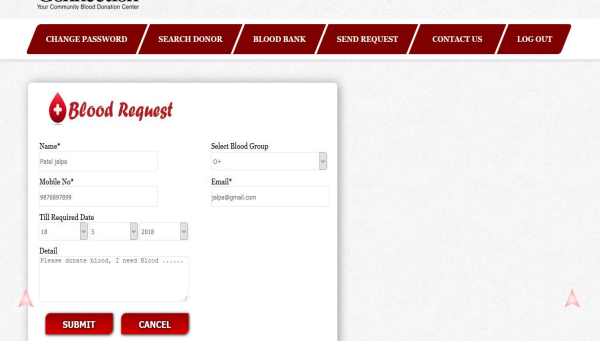 Your Community Blood Donation Center
CHANGE PASSWORD SEARCH DONOR BLOOD BANK SEND REQUEST CONTACT US LOG OUT
Blood Request
Name* Select Blood Group
Patel jalpa O+
Mobile No* Email*
9876897899 jalpa@gmail.com
Till Required Date
18 5 2018
Detail
Please donate blood, I need Blood ......
SUBMIT CANCEL